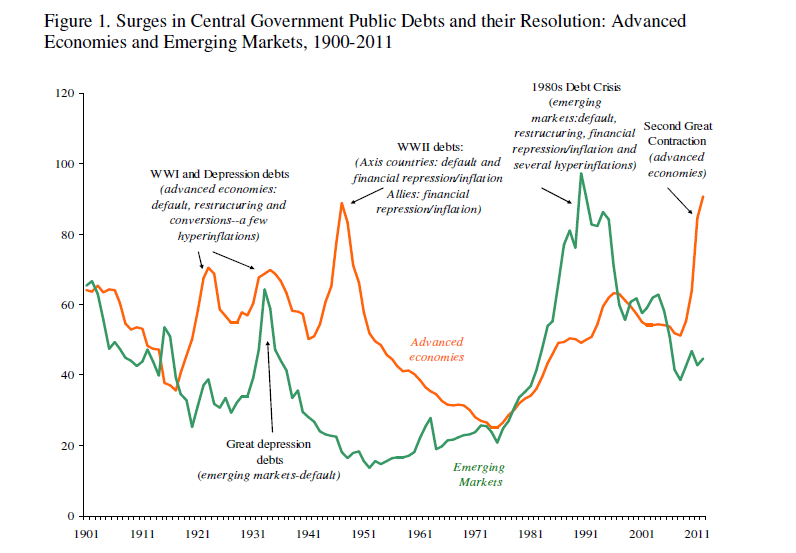 Figure 1. Surges in Central Government Public Debts and their Resolution: Advanced
Economies and Emerging Markets, 1900-2011
120
100
80
60
40
20
0
WWI and Depression debts
(advanced economies:
default, restructuring and
conversions--a few
hyperinflations)
WWII debts:
(Axis countries: default and
financial repression/inflation
Allies: financial
repression/inflation)
1980s Debt Crisis
(emerging
markets:default,
restructuring, financial
repression/inflation and
several hyperinflations)
Second Great
Contraction
(advanced
economies)
Advanced
economies
Great depression
debts
(emerging markets-default)
Emerging
Markets
1901 1911 1921 1931 1941 1951 1961 1971 1981 1991 2001 2011